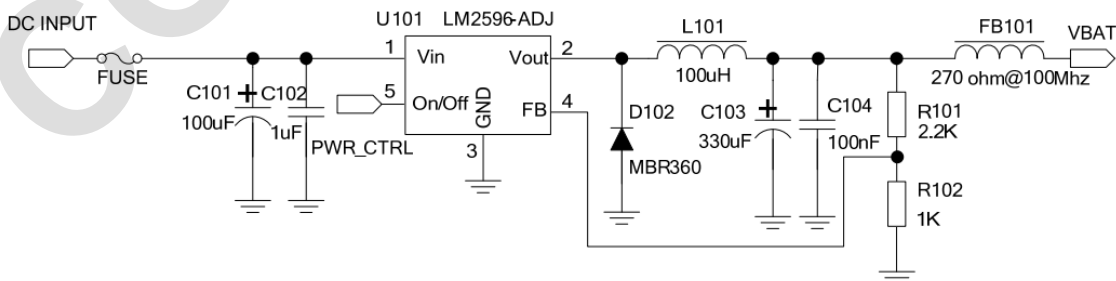 DC INPUT
FUSE
U101 LM2596-ADJ
1 Vin
Vout 2
5 On/Off
GND
FB 4
3
C101 +
100uF
C102
1uF
PWR_CTRL
L101
100uH
D102
MBR360
C103 +
330uF
C104
100nF
R101
2.2K
R102
1K
FB101
270 ohm@100Mhz
VBAT